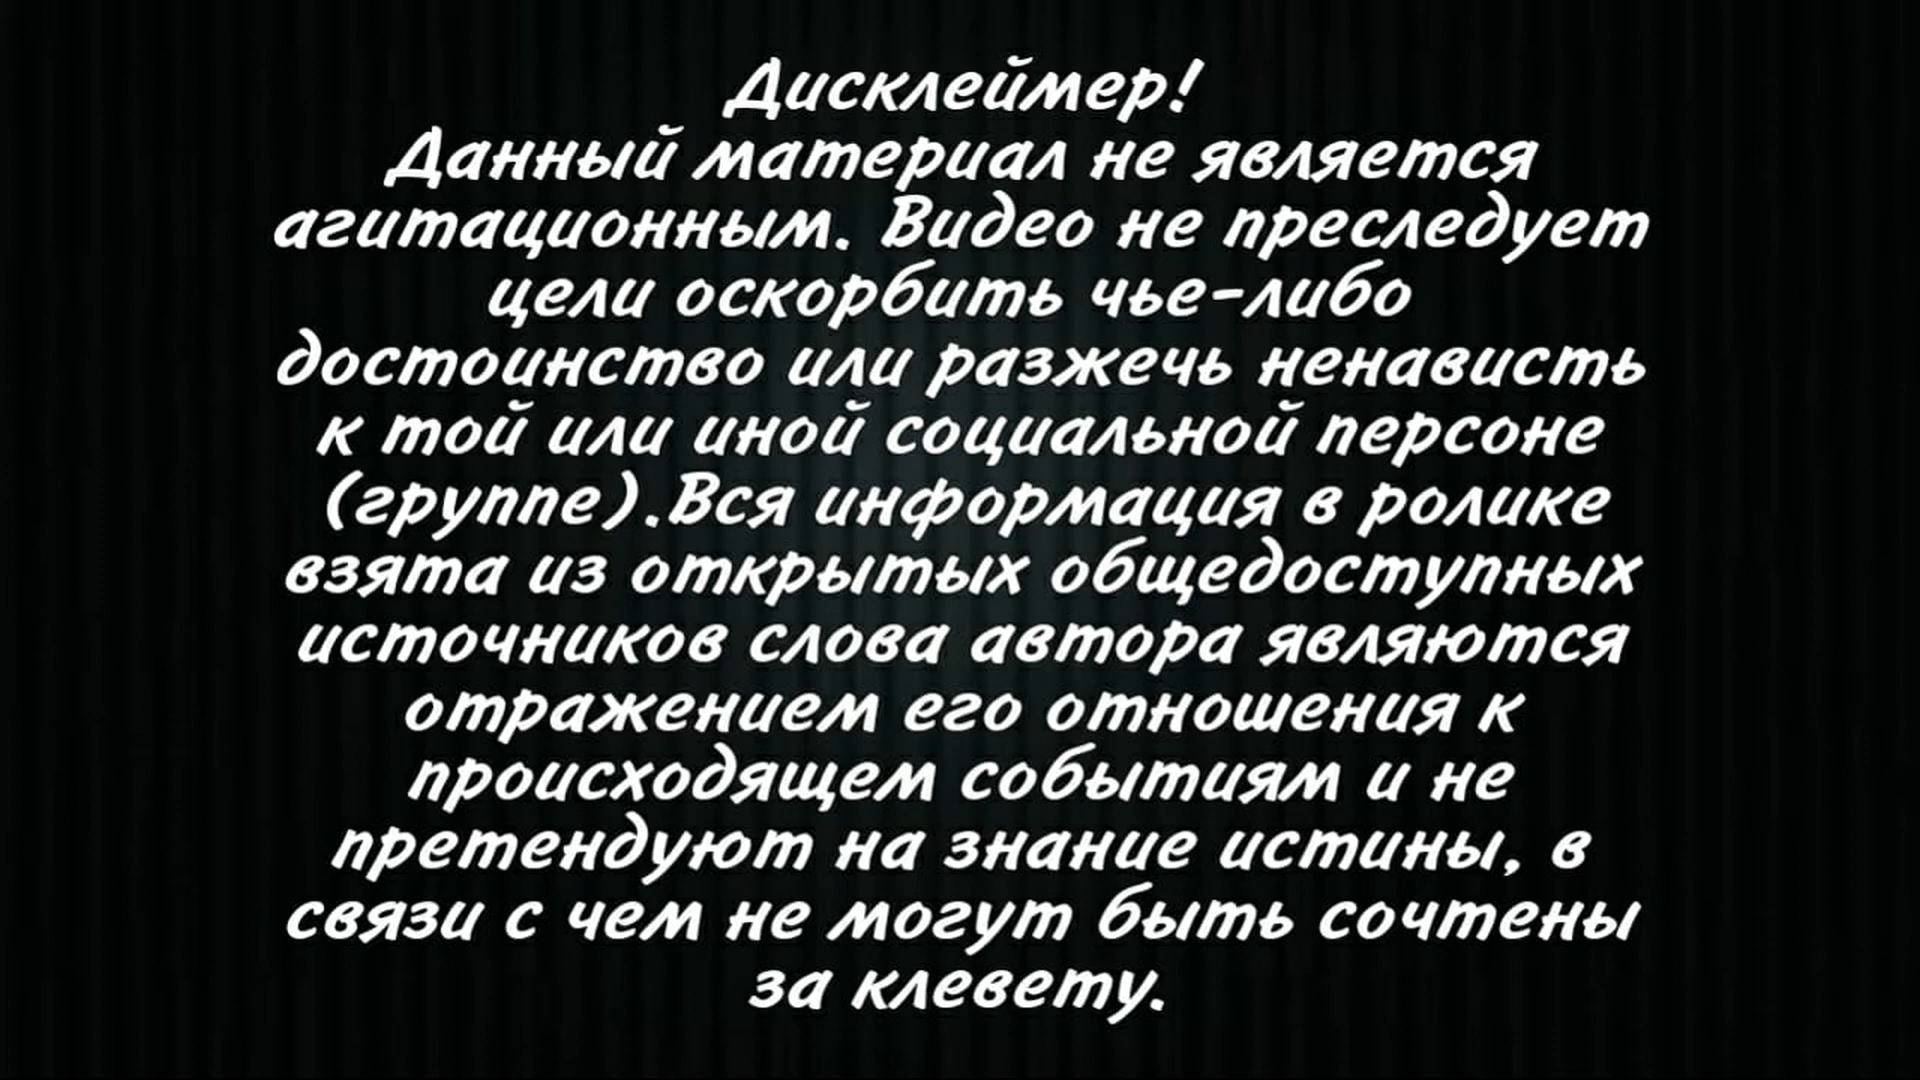 Дисклеймер!
Данный материал не является
агитационным. Видео не преследует
цели оскорбить чье-либо
достоинство или разжечь ненависть
к той или иной социальной персоне
(группе).Вся информация в ролике
взята из открытых общедоступных
источников слова автора являются
отражением его отношения к
происходящем событиям и не
претендуют на знание истины, в
связи с чем не могут быть сочтены
за клевету.